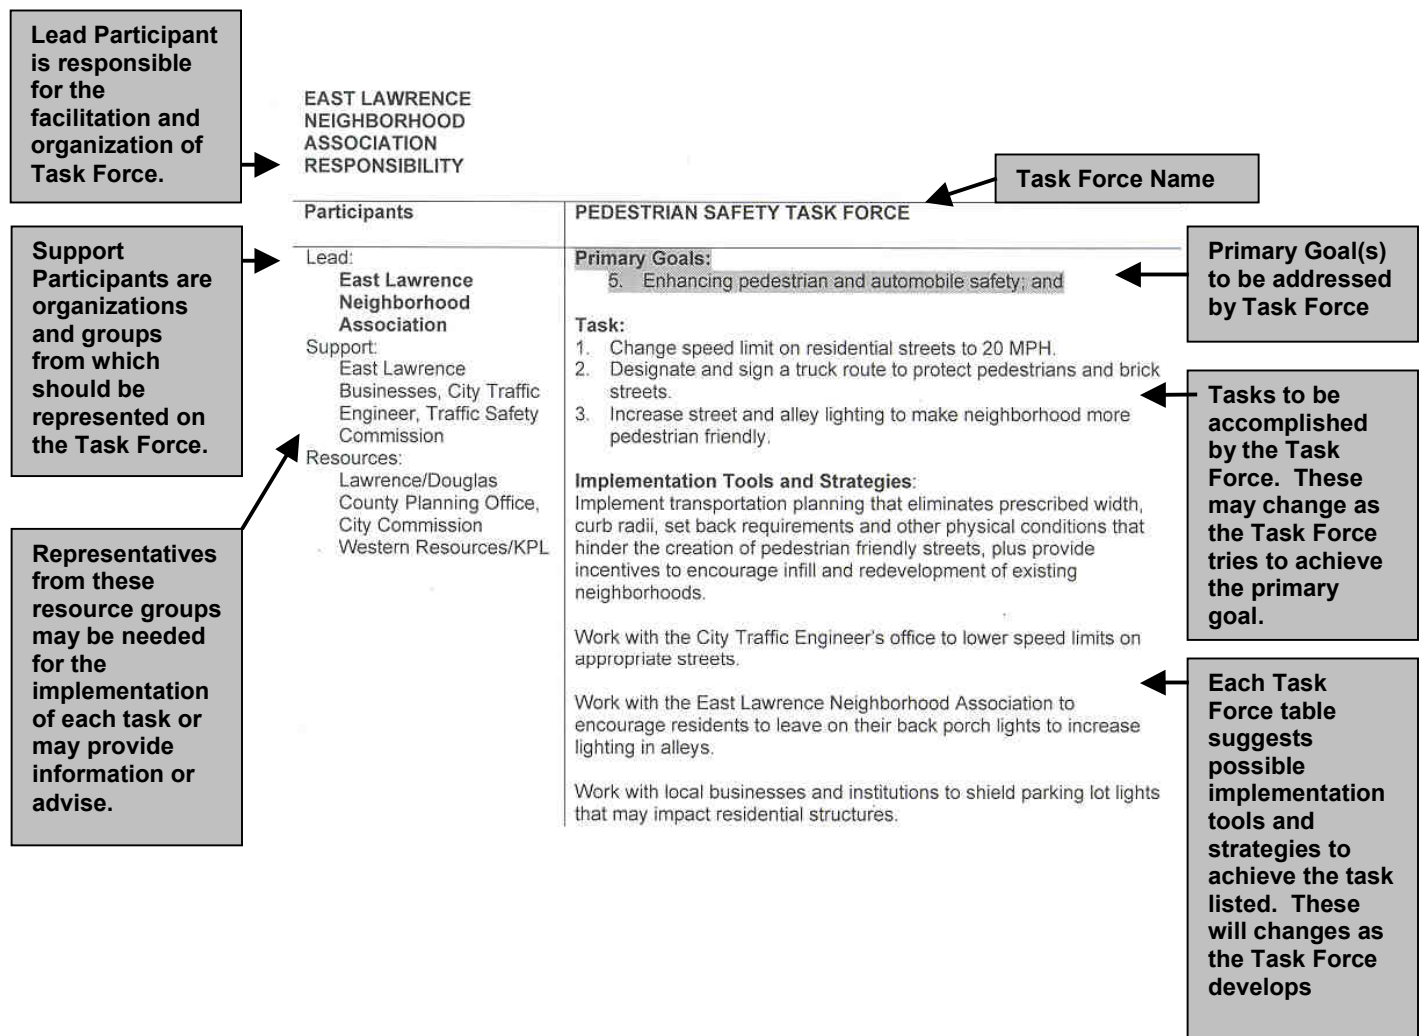 Lead Participant
is responsible
for the
facilitation and
organization of
Task Force.
EAST LAWRENCE
NEIGHBORHOOD
ASSOCIATION
RESPONSIBILITY
Task Force Name
Participants
PEDESTRIAN SAFETY TASK FORCE
Support
Participants are
organizations
and groups
from which
should be
represented on
the Task Force.
Representatives
from these
resource groups
may be needed
for the
implementation
of each task or
may provide
information or
advise.
Lead:
East Lawrence
Neighborhood
Association
Support:
East Lawrence
Businesses, City Traffic
Engineer, Traffic Safety
Commission
Resources:
Lawrence/Douglas
County Planning Office,
City Commission
Western Resources/KPL
Primary Goals:
5. Enhancing pedestrian and automobile safety; and
Task:
1. Change speed limit on residential streets to 20 MPH.
2. Designate and sign a truck route to protect pedestrians and brick
streets.
3. Increase street and alley lighting to make neighborhood more
pedestrian friendly.
Implementation Tools and Strategies:
Implement transportation planning that eliminates prescribed width,
curb radii, set back requirements and other physical conditions that
hinder the creation of pedestrian friendly streets, plus provide
incentives to encourage infill and redevelopment of existing
neighborhoods.
Work with the City Traffic Engineer's office to lower speed limits on
appropriate streets.
Work with the East Lawrence Neighborhood Association to
encourage residents to leave on their back porch lights to increase
lighting in alleys.
Work with local businesses and institutions to shield parking lot lights
that may impact residential structures.
Primary Goal(s)
to be addressed
by Task Force
Tasks to be
accomplished
by the Task
Force. These
may change as
the Task Force
tries to achieve
the primary
goal.
Each Task
Force table
suggests
possible
implementation
tools and
strategies to
achieve the task
listed. These
will changes as
the Task Force
develops